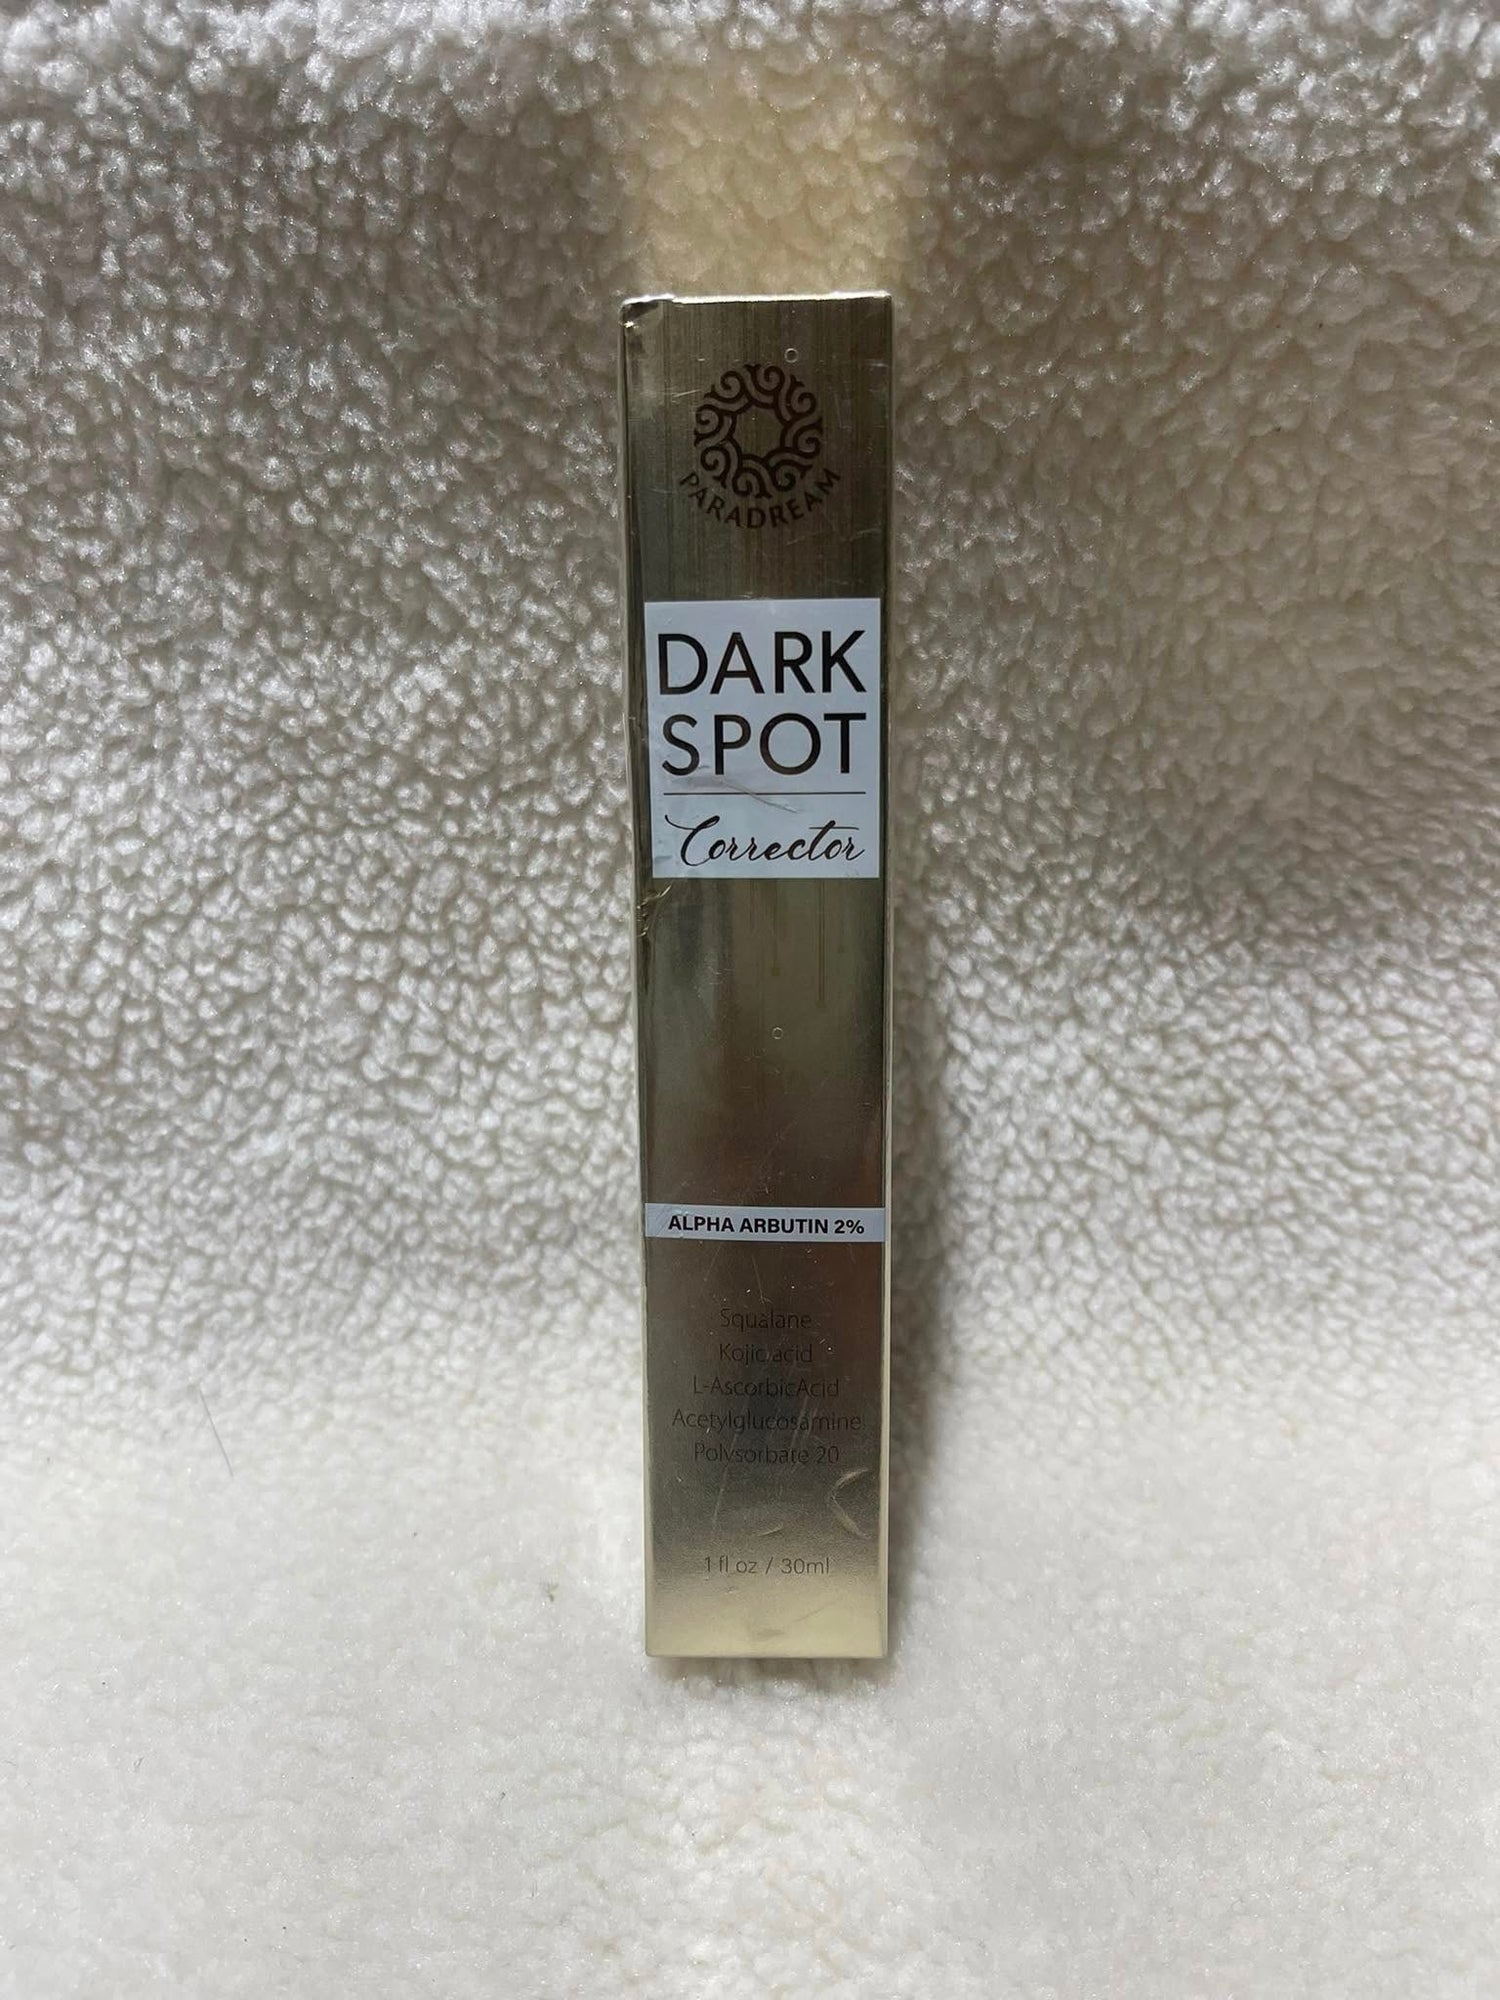 PARADREAM
DARK
SPOT
Corrector
ALPHA ARBUTIN 2%
Squalane
Kojic acid
L-AscorbicAcid
Acetylglucosamine
Polysorbate 20
1 fl oz / 30ml